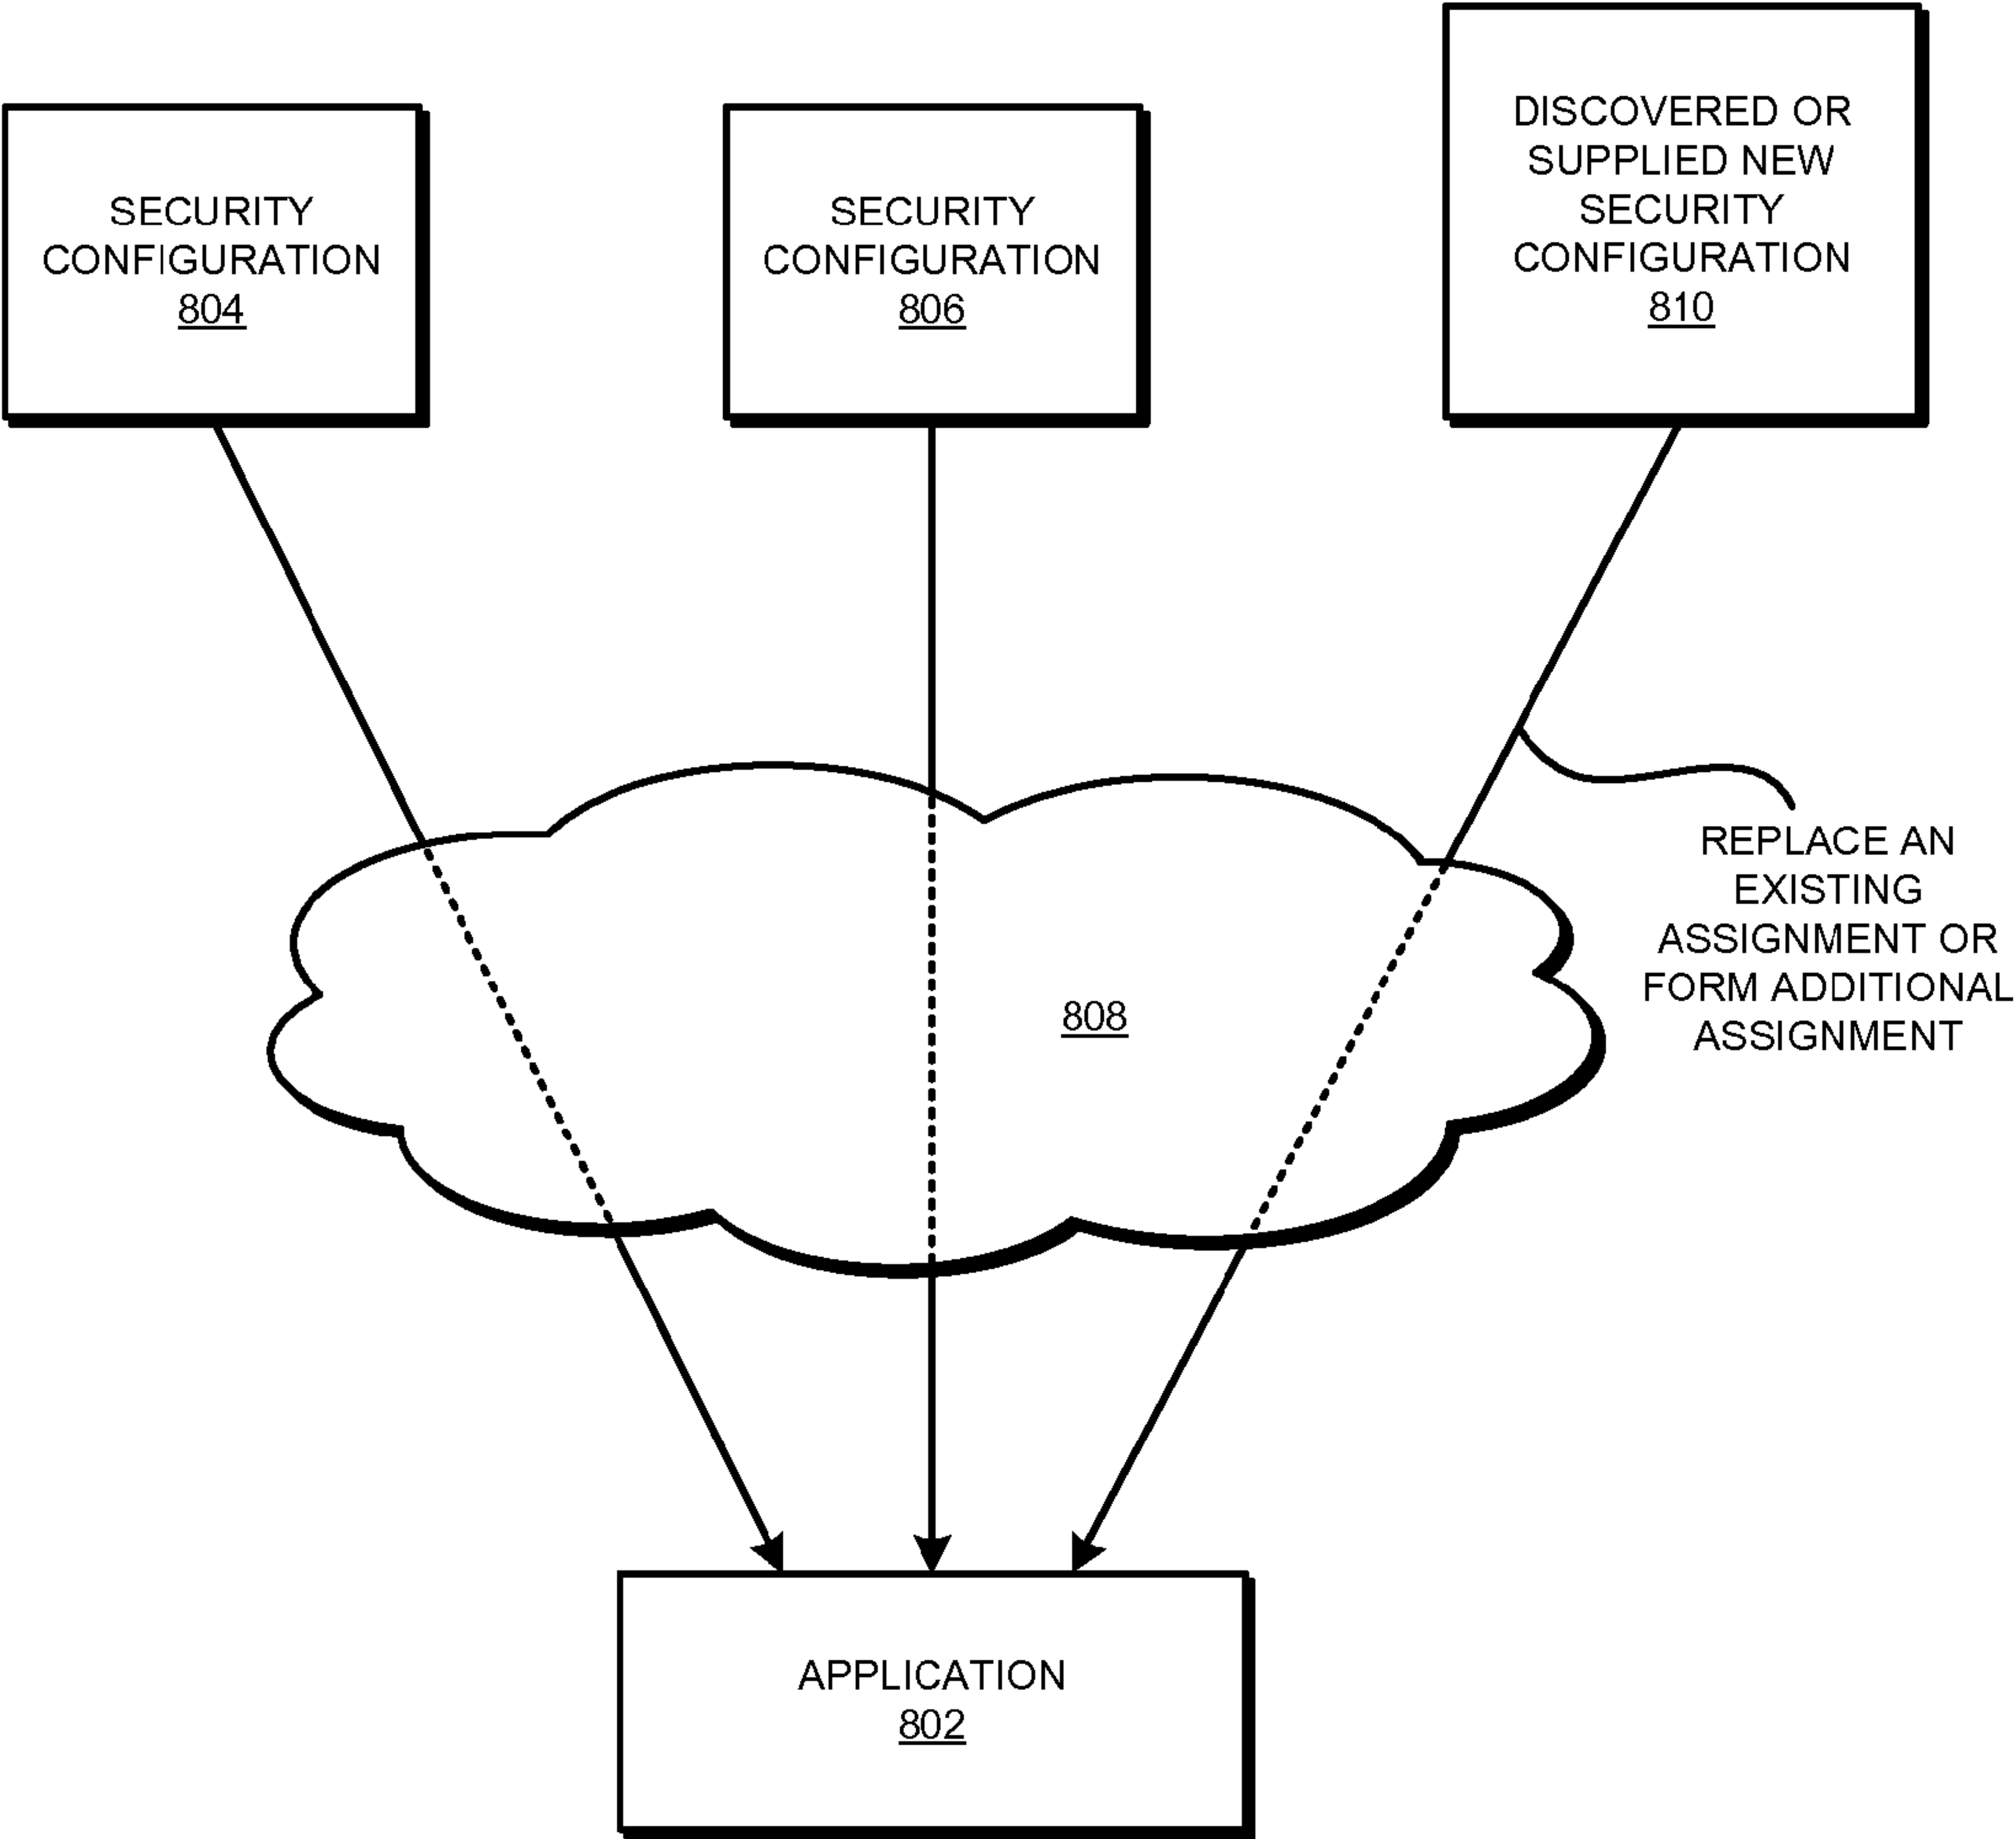 SECURITY
CONFIGURATION
804
SECURITY
CONFIGURATION
806
DISCOVERED OR
SUPPLIED NEW
SECURITY
CONFIGURATION
810
REPLACE AN
EXISTING
ASSIGNMENT OR
FORM ADDITIONAL
ASSIGNMENT
808
APPLICATION
802